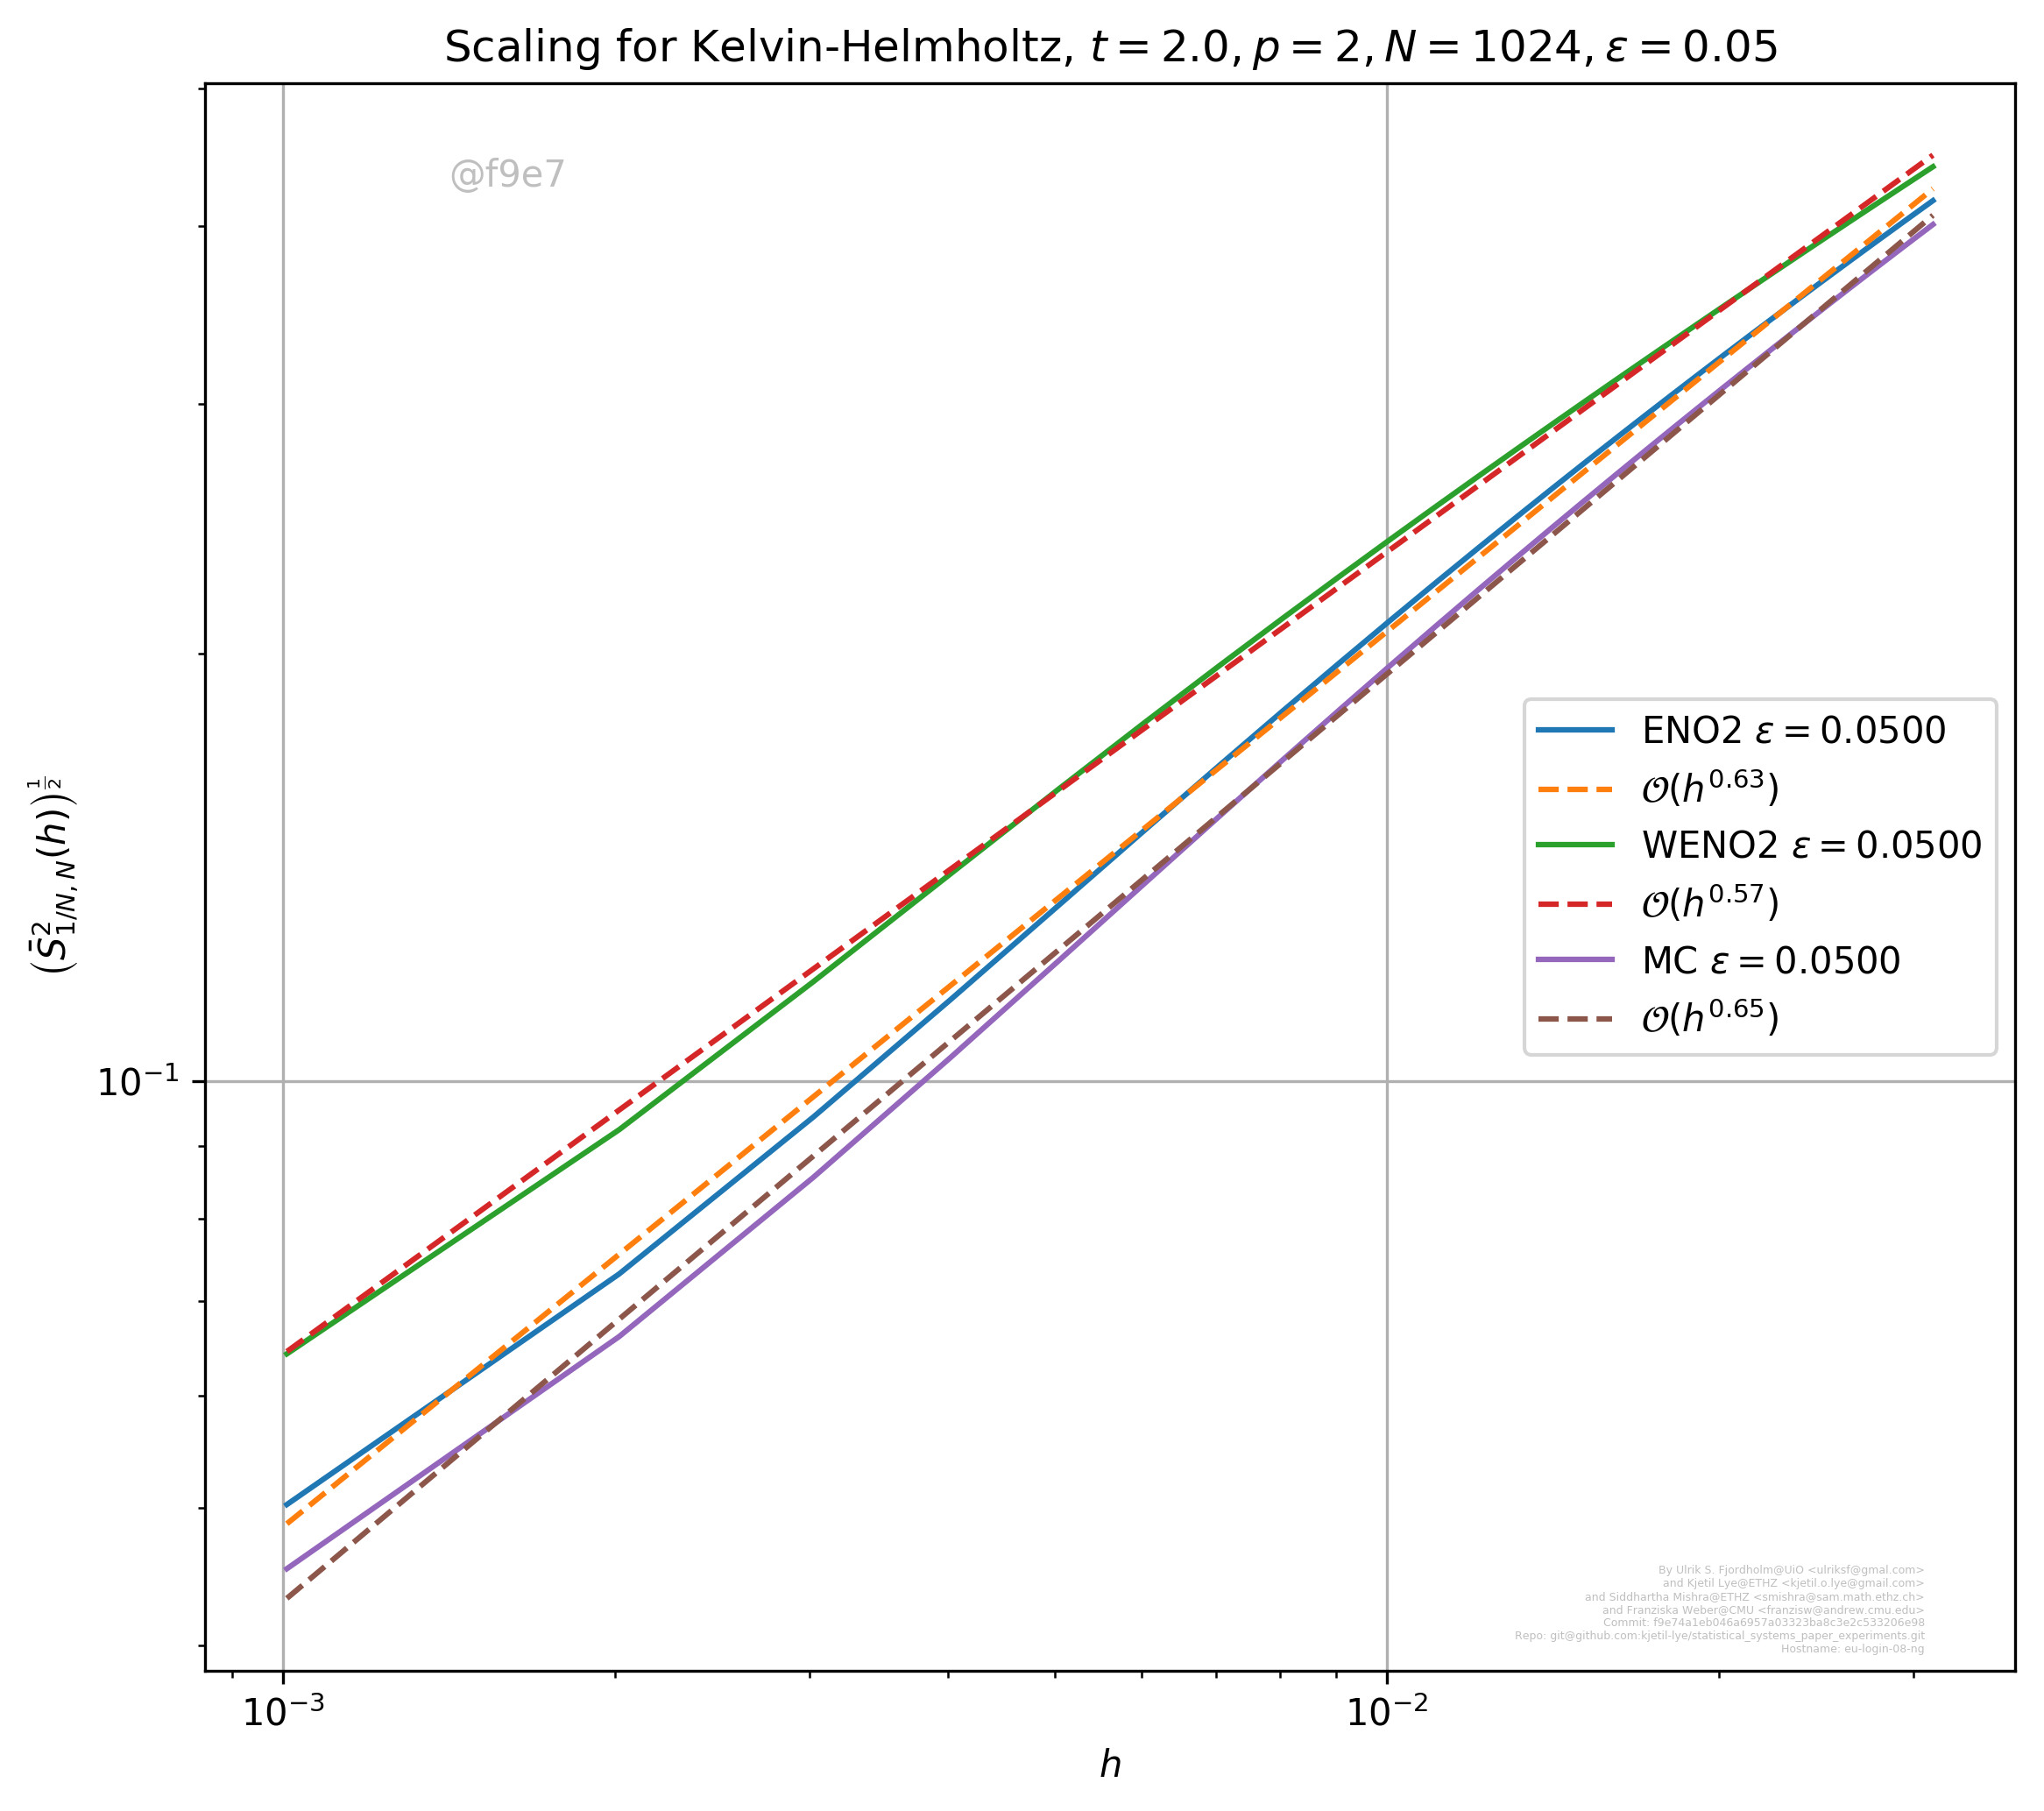 Scaling for Kelvin-Helmholtz, t = 2.0, p = 2, N = 1024, ε = 0.05
@f9e7
(S̄²_{1/N, N}(h))^{1/2}
10⁻¹
ENO2 ε = 0.0500
𝒪(h^{0.63})
WENO2 ε = 0.0500
𝒪(h^{0.57})
MC ε = 0.0500
𝒪(h^{0.65})
By Ulrik S. Fjordholm@UiO <ulriksf@gmal.com>
and Kjetil Lye@ETHZ <kjetil.o.lye@gmail.com>
and Siddhartha Mishra@ETHZ <smishra@sam.math.ethz.ch>
and Franziska Weber@CMU <franzisw@andrew.cmu.edu>
Commit: f9e74a1eb046a6957a03323ba8c3e2c533206e98
Repo: git@github.com:kjetil-lye/statistical_systems_paper_experiments.git
Hostname: eu-login-08-ng
10⁻³
10⁻²
h